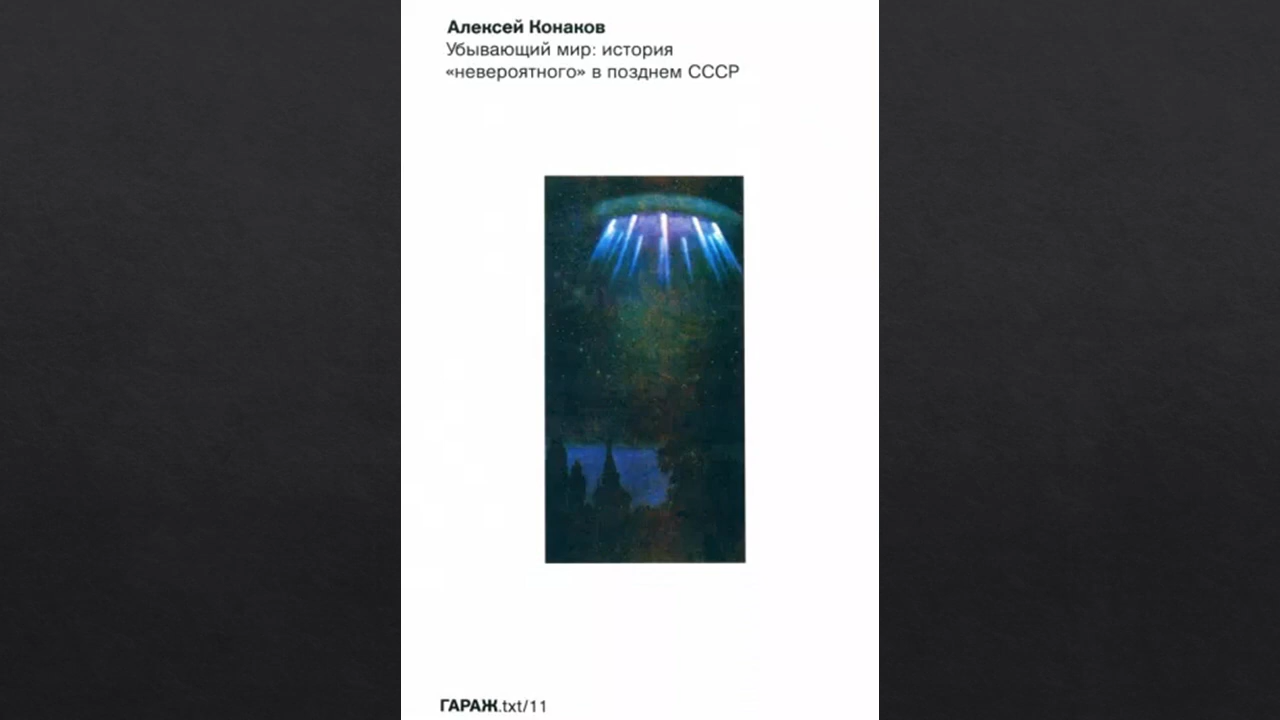 Алексей Конаков
Убывающий мир: история
«невероятного» в позднем СССР
ГАРАЖ.txt/11